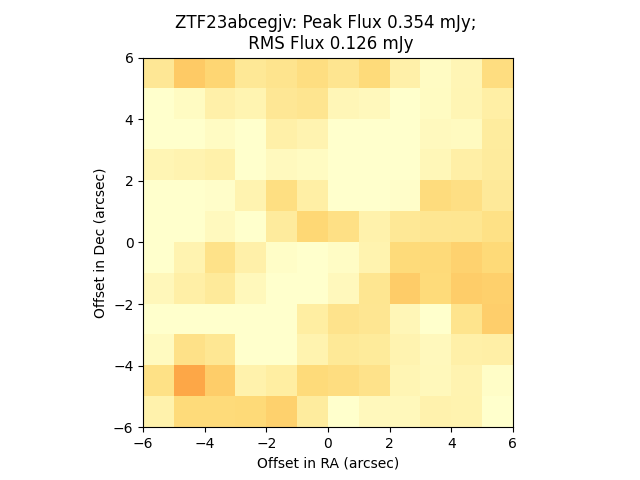 ZTF23abcegjv: Peak Flux 0.354 mJy;
RMS Flux 0.126 mJy
6
4
2
0
−2
−4
−6
Offset in Dec (arcsec)
−6 −4 −2 0 2 4 6
Offset in RA (arcsec)